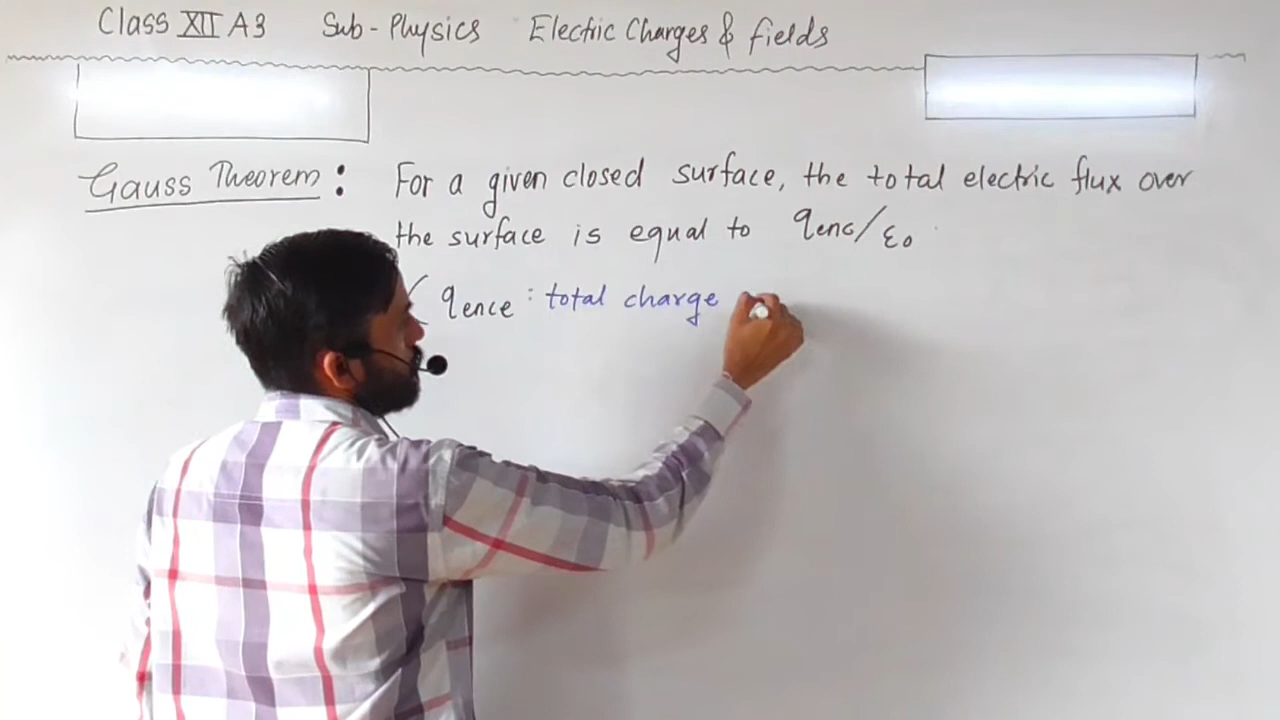 Class XII A3 Sub-Physics Electric Charges & fields
Gauss Theorem : For a given closed surface, the total electric flux over
the surface is equal to qenc/ε₀
qence : total charge